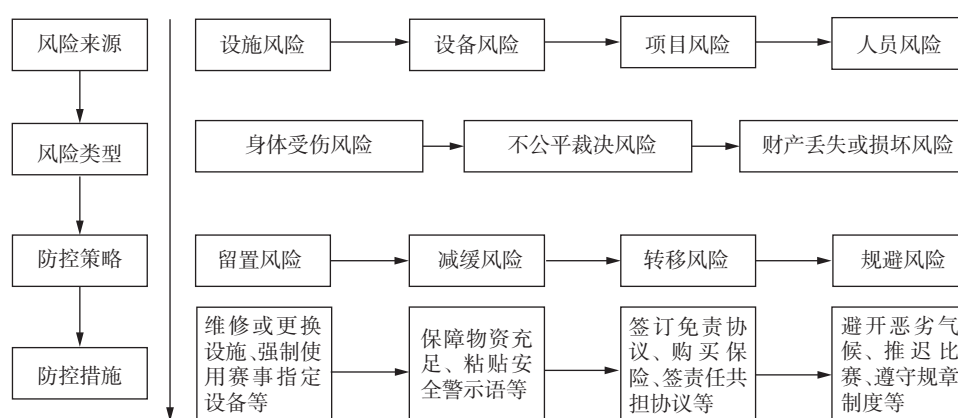 风险来源
设施风险
设备风险
项目风险
人员风险
风险类型
身体受伤风险
不公平裁决风险
财产丢失或损坏风险
防控策略
留置风险
减缓风险
转移风险
规避风险
防控措施
维修或更换
设施、强制使
用赛事指定
设备等
保障物资充
足、粘贴安
全警示语等
签订免责协
议、购买保
险、签责任共
担协议等
避开恶劣气
候、推迟比
赛、遵守规章
制度等